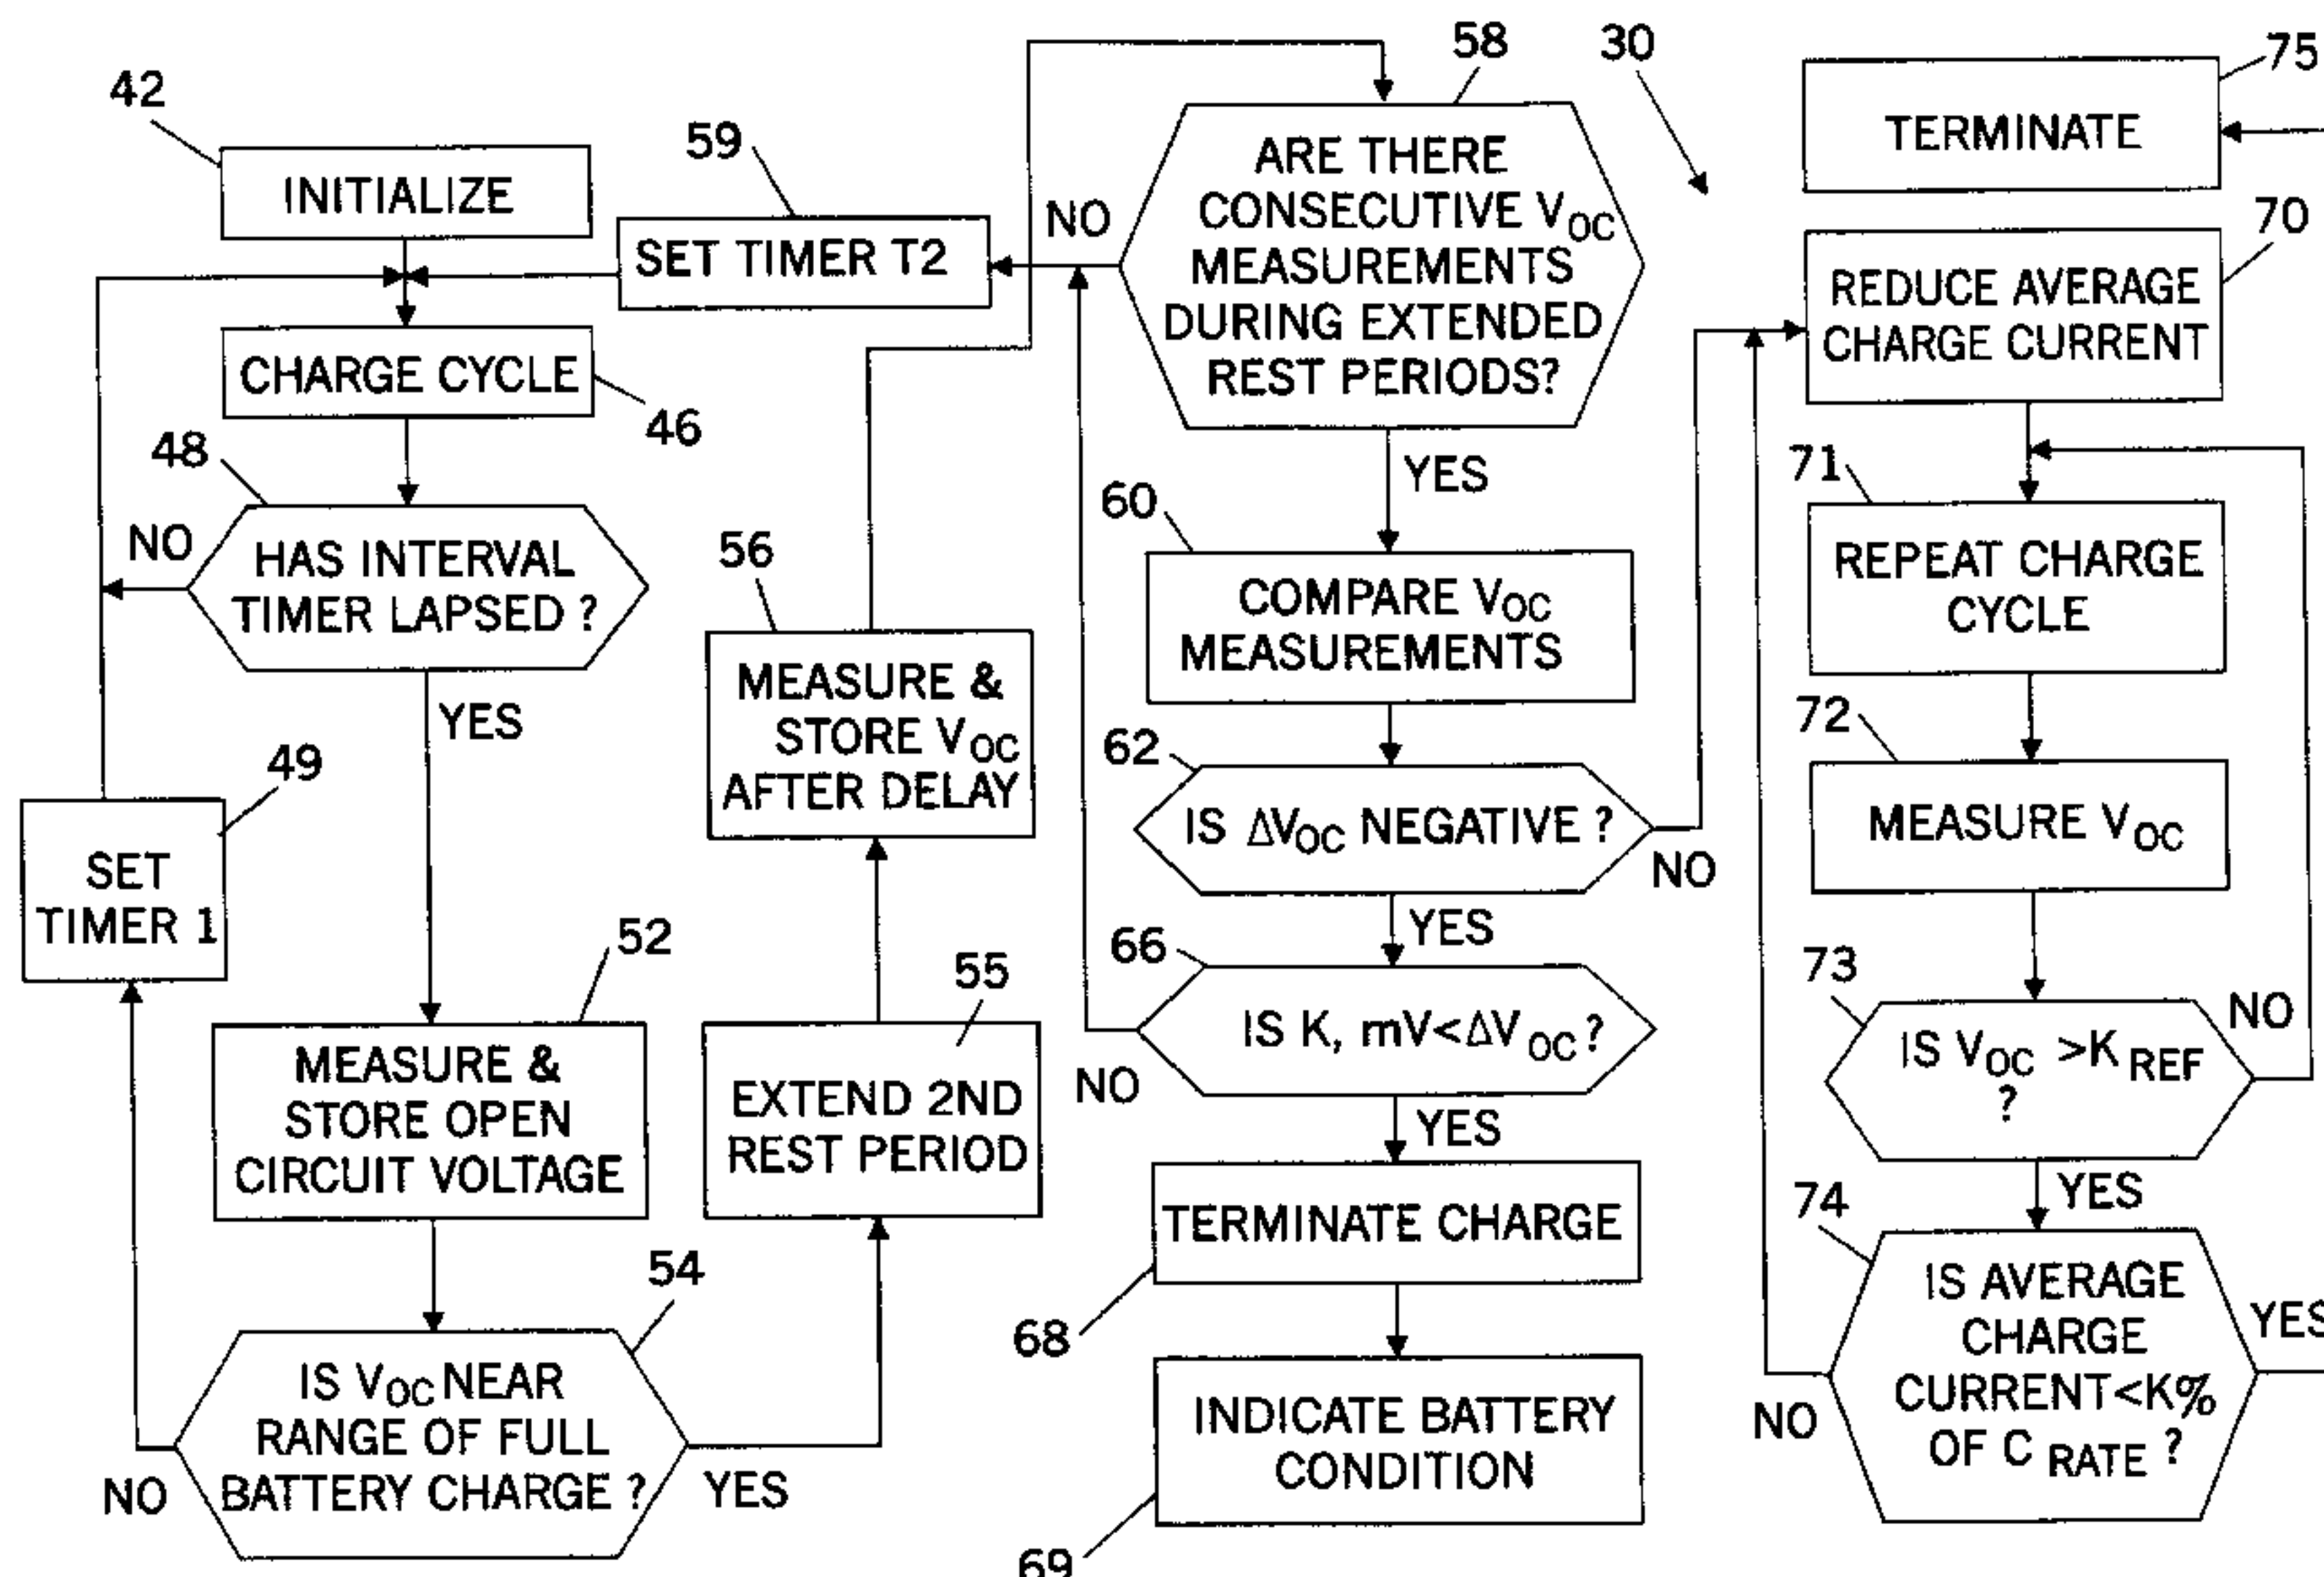 42
INITIALIZE
CHARGE CYCLE
46
48
HAS INTERVAL
TIMER LAPSED ?
NO
YES
49
SET
TIMER 1
52
MEASURE &
STORE OPEN
CIRCUIT VOLTAGE
54
IS VOC NEAR
RANGE OF FULL
BATTERY CHARGE ?
NO
YES
55
EXTEND 2ND
REST PERIOD
56
MEASURE &
STORE VOC
AFTER DELAY
59
SET TIMER T2
NO
58
ARE THERE
CONSECUTIVE VOC
MEASUREMENTS
DURING EXTENDED
REST PERIODS?
YES
60
COMPARE VOC
MEASUREMENTS
62
IS ΔVOC NEGATIVE ?
NO
YES
66
IS K, mV<ΔVOC?
NO
YES
TERMINATE CHARGE
68
INDICATE BATTERY
CONDITION
69
30
75
TERMINATE
70
REDUCE AVERAGE
CHARGE CURRENT
71
REPEAT CHARGE
CYCLE
72
MEASURE VOC
73
IS VOC >K REF
?
NO
YES
74
IS AVERAGE
CHARGE
CURRENT<K%
OF C RATE ?
NO
YES